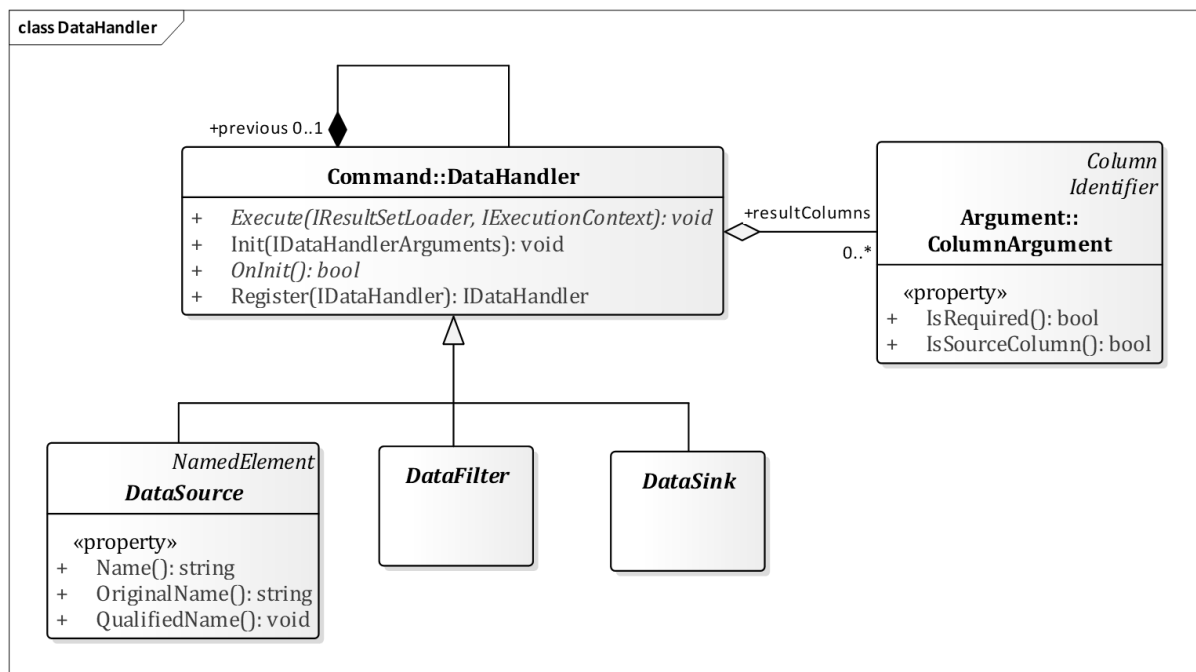 class DataHandler
+previous 0..1
Command::DataHandler
+ Execute(IResultSetLoader, IExecutionContext): void
+ Init(IDataHandlerArguments): void
+ OnInit(): bool
+ Register(IDataHandler): IDataHandler
+resultColumns
0..*
Column
Identifier
Argument::
ColumnArgument
«property»
+ IsRequired(): bool
+ IsSourceColumn(): bool
NamedElement
DataSource
«property»
+ Name(): string
+ OriginalName(): string
+ QualifiedName(): void
DataFilter
DataSink